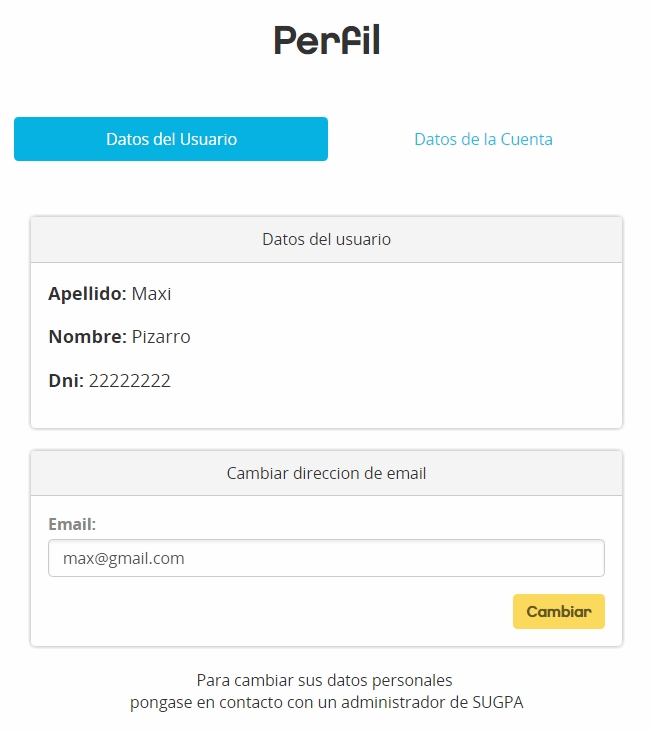 Perfil
Datos del Usuario
Datos de la Cuenta
Datos del usuario
Apellido: Maxi
Nombre: Pizarro
Dni: 22222222
Cambiar direccion de email
Email:
max@gmail.com
Cambiar
Para cambiar sus datos personales
pongase en contacto con un administrador de SUGPA